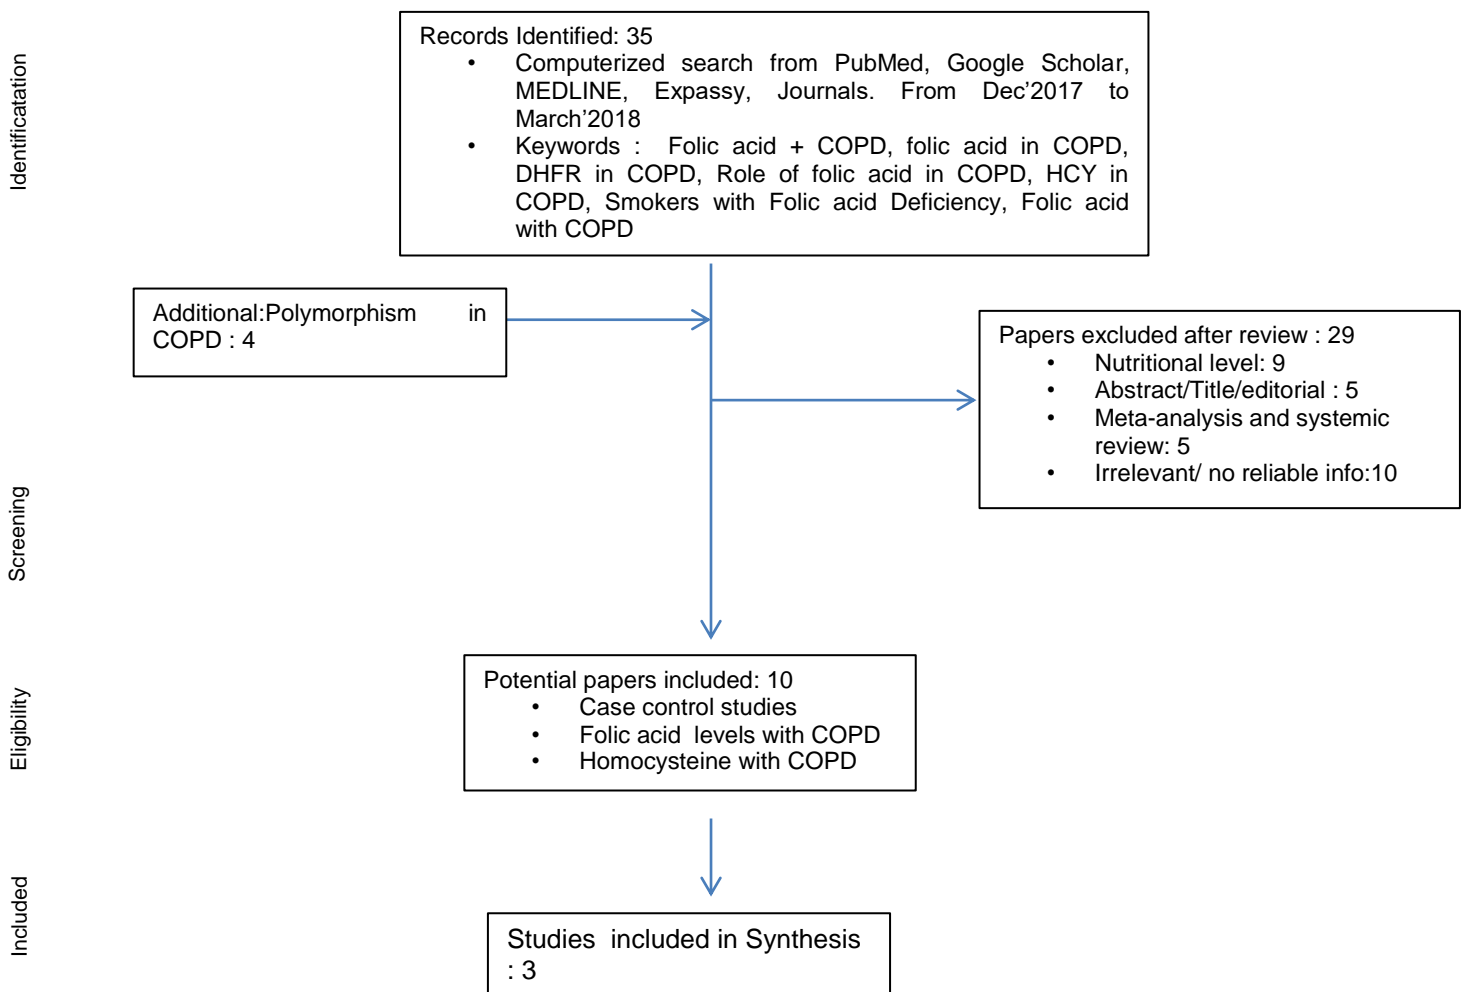 Identificatation
Records Identified: 35
• Computerized search from PubMed, Google Scholar,
MEDLINE, Expassy, Journals. From Dec’2017 to
March’2018
• Keywords : Folic acid + COPD, folic acid in COPD,
DHFR in COPD, Role of folic acid in COPD, HCY in
COPD, Smokers with Folic acid Deficiency, Folic acid
with COPD
Additional:Polymorphism in
COPD : 4
Papers excluded after review : 29
• Nutritional level: 9
• Abstract/Title/editorial : 5
• Meta-analysis and systemic
review: 5
• Irrelevant/ no reliable info:10
Screening
Eligibility
Potential papers included: 10
• Case control studies
• Folic acid levels with COPD
• Homocysteine with COPD
Included
Studies included in Synthesis
: 3